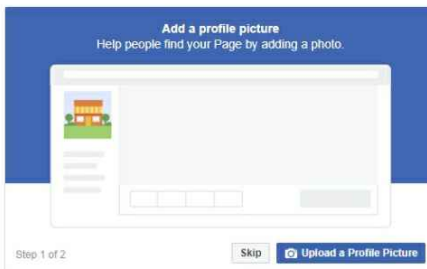 Add a profile picture
Help people find your Page by adding a photo.
Step 1 of 2
Skip
Upload a Profile Picture